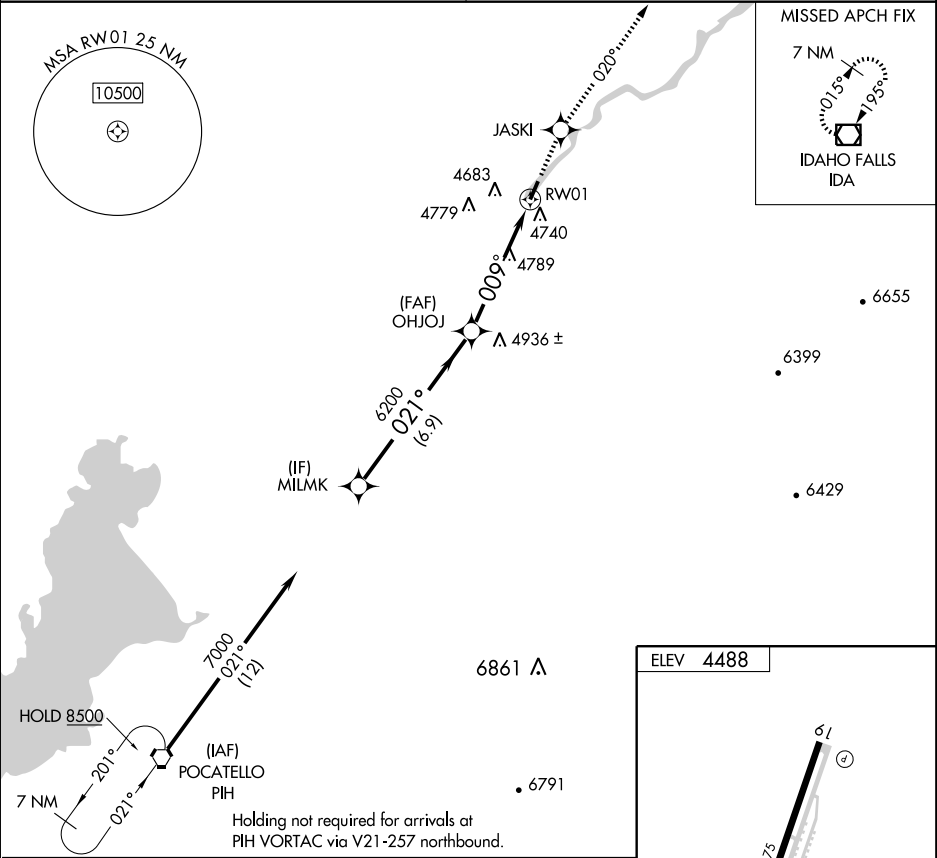 MSA RW01 25 NM
10500
MISSED APCH FIX
7 NM
015°
195°
IDAHO FALLS
IDA
020°
JASKI
4683
4779
RW01
4740
4789
009°
(FAF)
OHJOJ
4936 ±
6655
6399
6200
021°
(6.9)
(IF)
MILMK
6429
7000
021°
(12)
6861
HOLD 8500
201°
021°
7 NM
(IAF)
POCATELLO
PIH
6791
Holding not required for arrivals at
PIH VORTAC via V21-257 northbound.
ELEV 4488
19
P
75